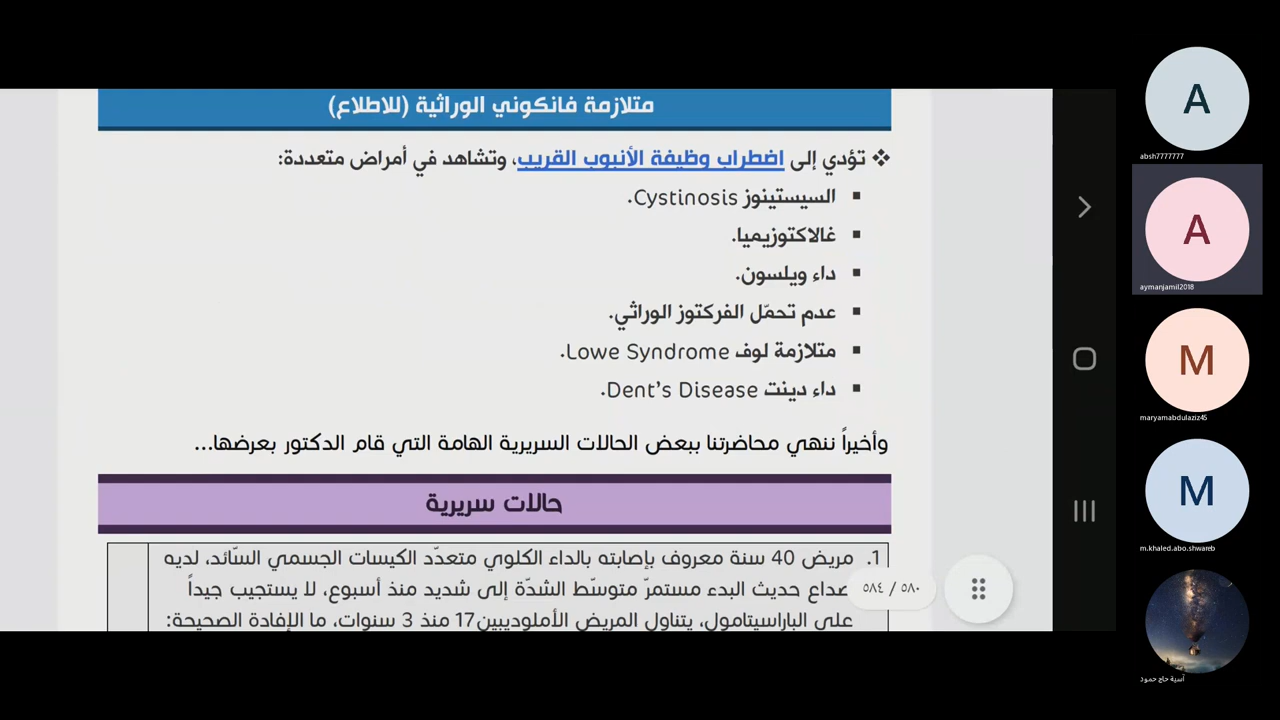 متلازمة فانكوني الوراثية (للاطلاع)
❖ تؤدي إلى اضطراب وظيفة الأنبوب القريب، وتشاهد في أمراض متعددة:
▪ السيستينوز Cystinosis.
▪ غالاكتوزيميا.
▪ داء ويلسون.
▪ عدم تحمّل الفركتوز الوراثي.
▪ متلازمة لوف Lowe Syndrome.
▪ داء دينت Dent's Disease.
وأخيراً ننهي محاضرتنا ببعض الحالات السريرية الهامة التي قام الدكتور بعرضها...
حالات سريرية
1. مريض 40 سنة معروف بإصابته بالداء الكلوي متعدّد الكيسات الجسمي السّائد، لديه
صداع حديث البدء مستمرّ متوسّط الشدّة إلى شديد منذ أسبوع، لا يستجيب جيداً
على الباراسيتامول، يتناول المريض الأملوديبين17 منذ 3 سنوات، ما الإفادة الصحيحة:
٥٨٠ / ٥٨٤
A
absh7777777
A
aymanjamil2018
M
maryamabdulaziz45
M
m.khaled.abo.shwareb
آسية حاج حمود